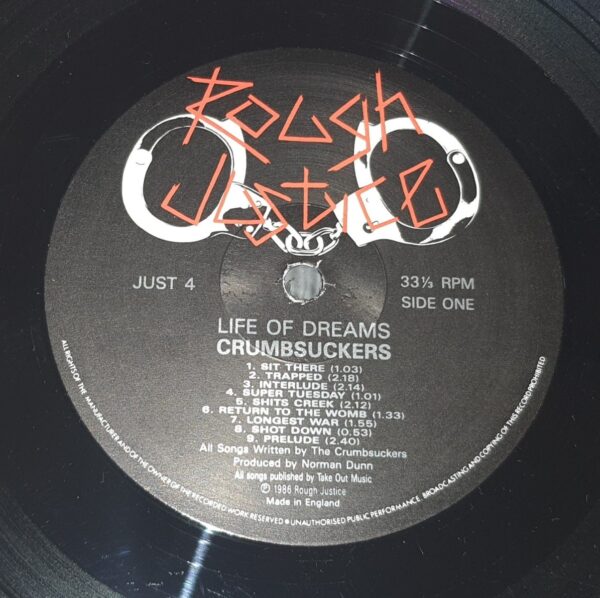 Rough
Justice
JUST 4
33⅓ RPM
SIDE ONE
LIFE OF DREAMS
CRUMBSUCKERS
1. SIT THERE (1.03)
2. TRAPPED (2.18)
3. INTERLUDE (2.14)
4. SUPER TUESDAY (1.01)
5. SHITS CREEK (2.12)
6. RETURN TO THE WOMB (1.33)
7. LONGEST WAR (1.55)
8. SHOT DOWN (0.53)
9. PRELUDE (2.40)
All Songs Written by The Crumbsuckers
Produced by Norman Dunn
All songs published by Take Out Music
℗ 1986 Rough Justice
Made in England
ALL RIGHTS OF THE MANUFACTURER AND OF THE OWNER OF THE RECORDED WORK RESERVED ● UNAUTHORISED PUBLIC PERFORMANCE BROADCASTING AND COPYING OF THIS RECORD PROHIBITED